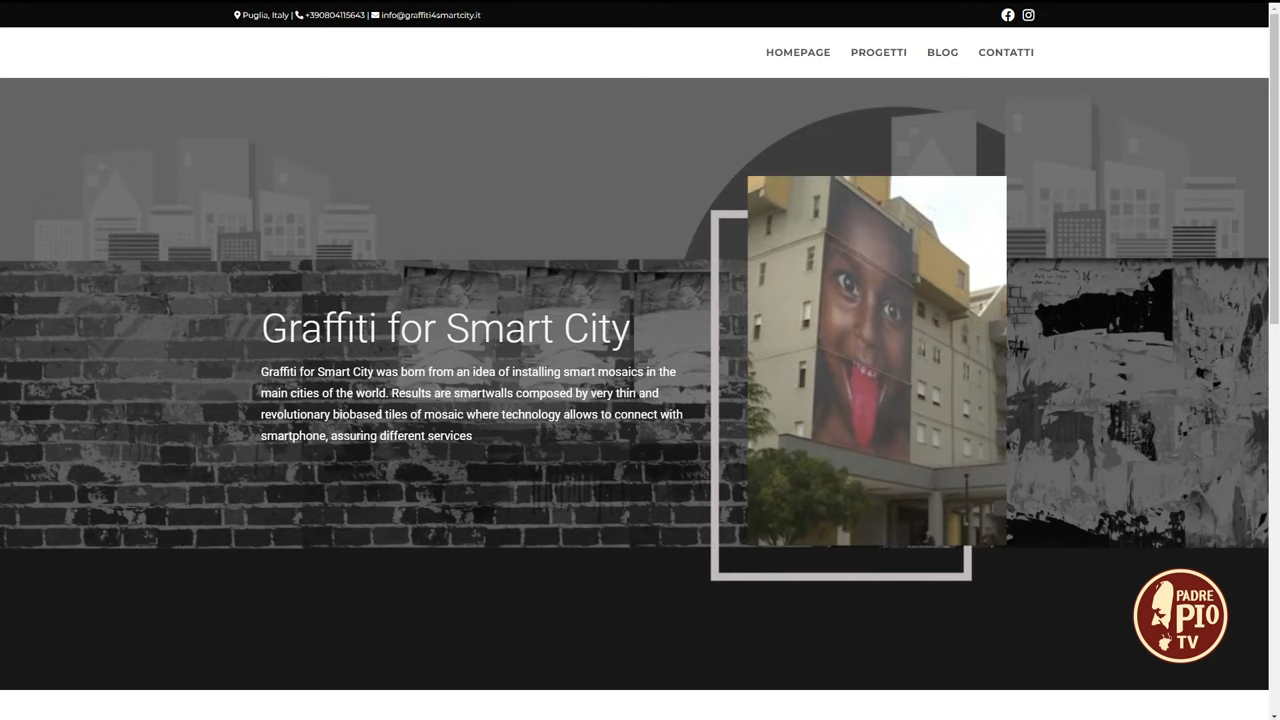 Puglia, Italy | +390804115643 | info@graffiti4smartcity.it
HOMEPAGE PROGETTI BLOG CONTATTI
Graffiti for Smart City
Graffiti for Smart City was born from an idea of installing smart mosaics in the
main cities of the world. Results are smartwalls composed by very thin and
revolutionary biobased tiles of mosaic where technology allows to connect with
smartphone, assuring different services
PADRE
PIO
TV